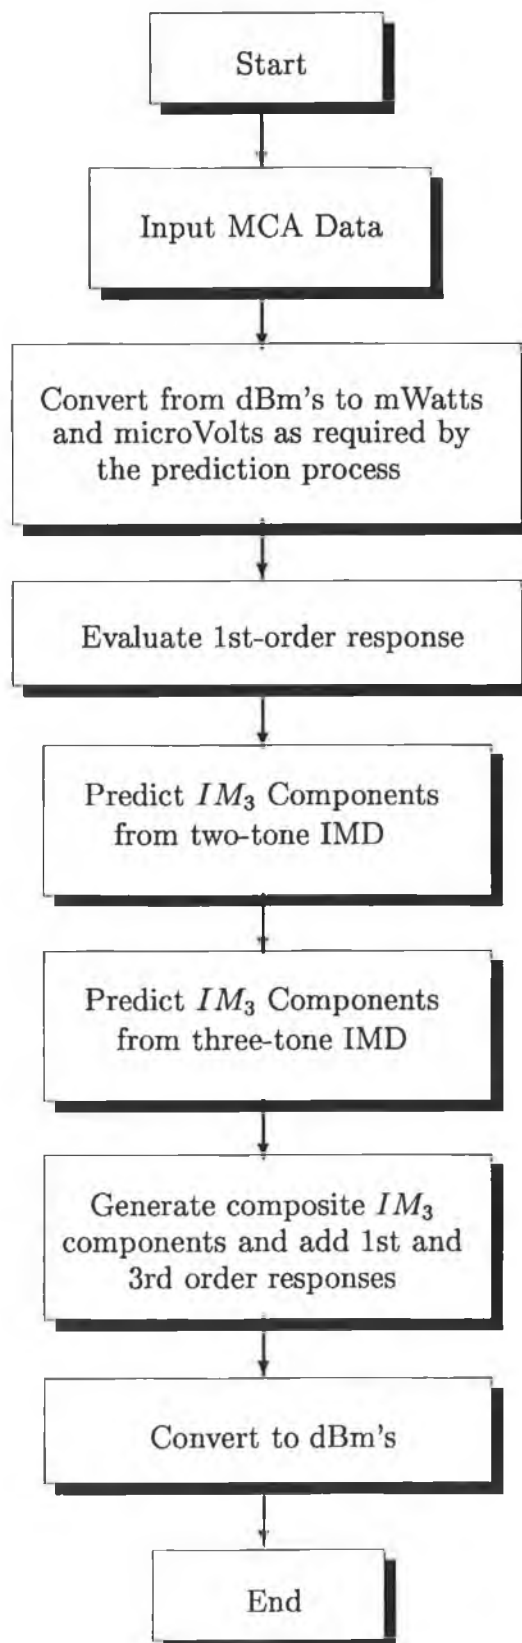 Start
Input MCA Data
Convert from dBm's to mWatts
and microVolts as required by
the prediction process
Evaluate 1st-order response
Predict IM₃ Components
from two-tone IMD
Predict IM₃ Components
from three-tone IMD
Generate composite IM₃
components and add 1st and
3rd order responses
Convert to dBm's
End